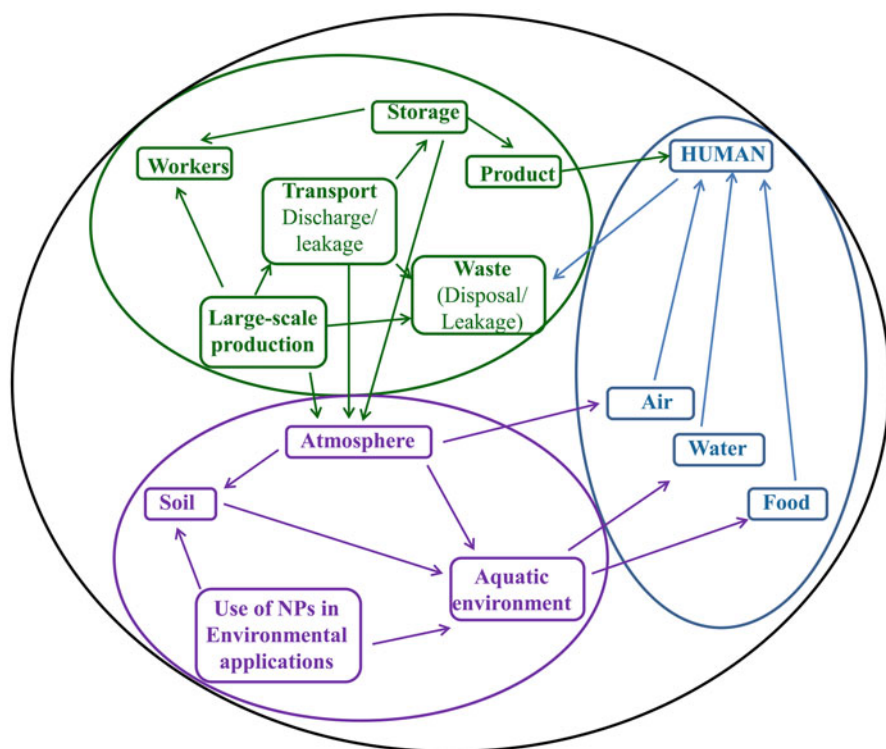 Storage
Workers
Product
HUMAN
Transport
Discharge/
leakage
Waste
(Disposal/
Leakage)
Large-scale
production
Air
Atmosphere
Water
Soil
Food
Aquatic
environment
Use of NPs in
Environmental
applications